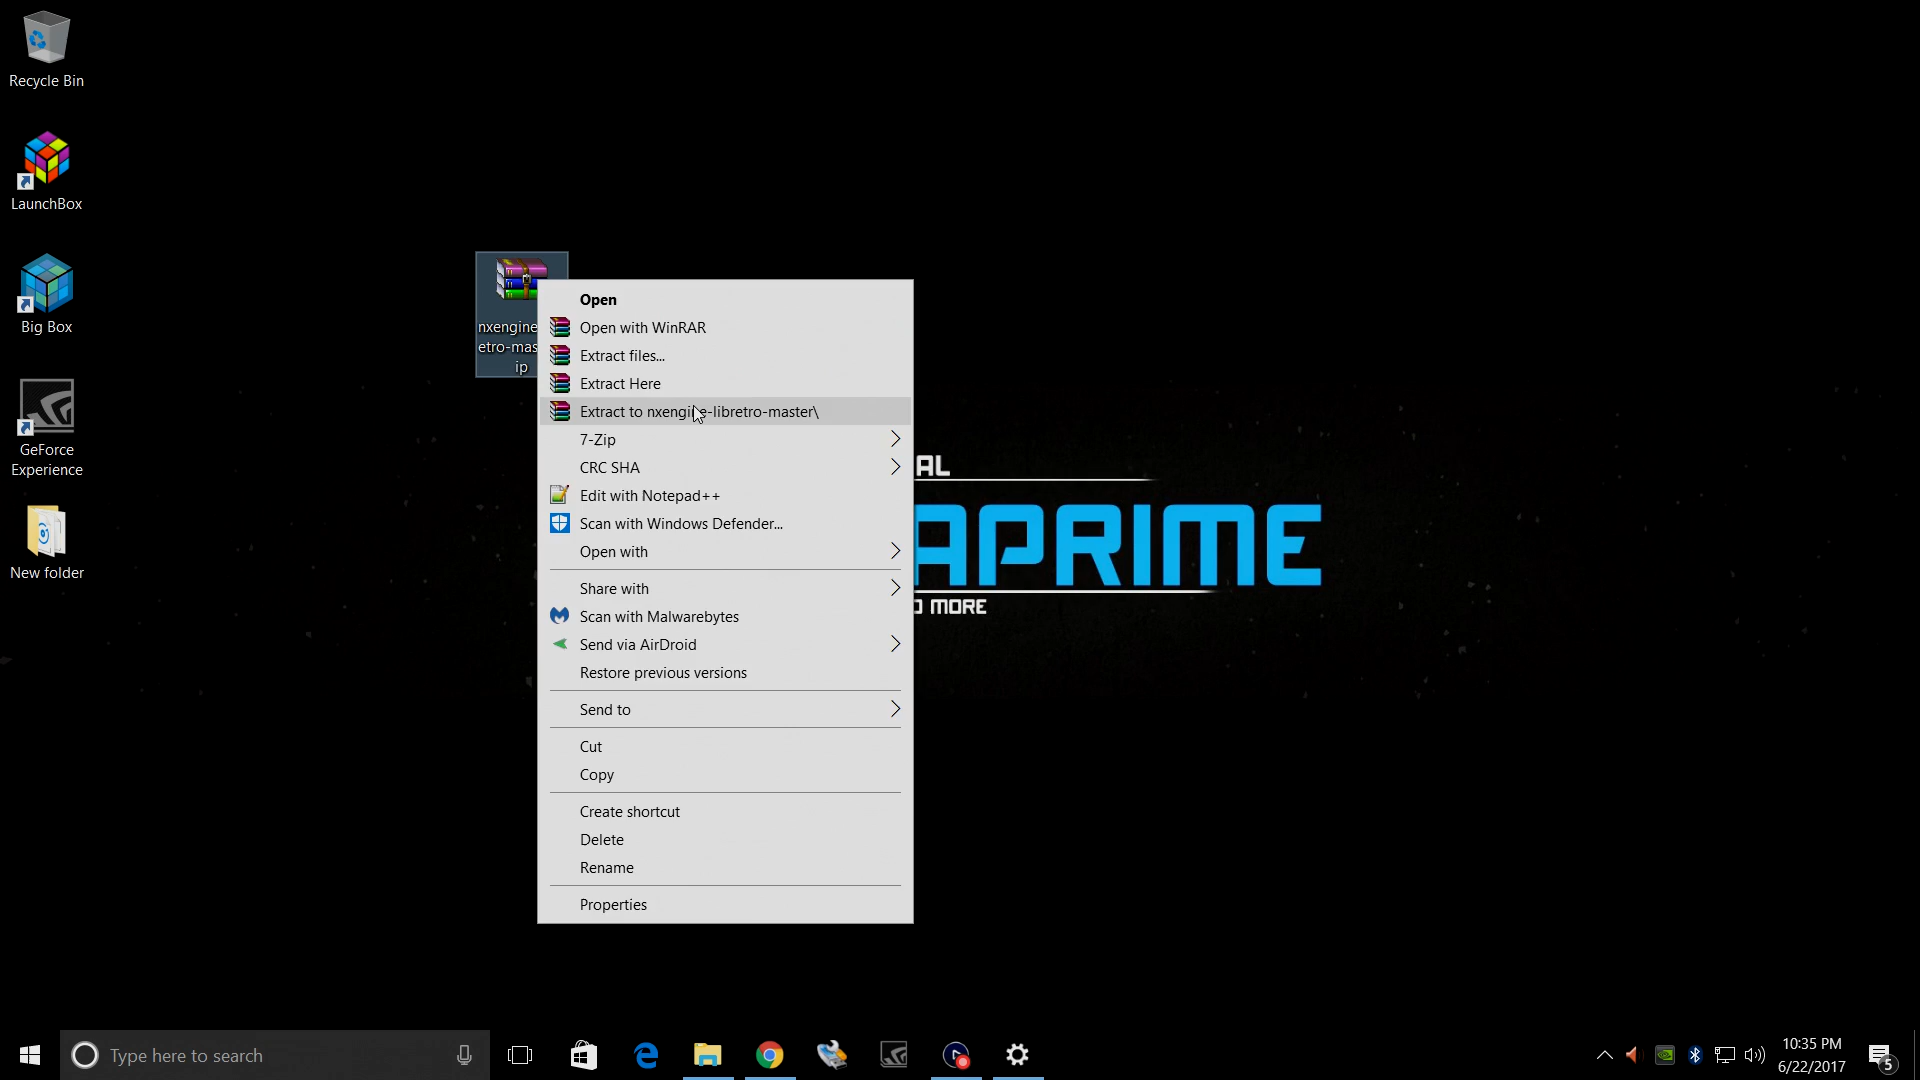 Recycle Bin
LaunchBox
Big Box
GeForce
Experience
New folder
nxengine
etro-mas
ip
Open
Open with WinRAR
Extract files...
Extract Here
Extract to nxengine-libretro-master\
7-Zip
CRC SHA
Edit with Notepad++
Scan with Windows Defender...
Open with
Share with
Scan with Malwarebytes
Send via AirDroid
Restore previous versions
Send to
Cut
Copy
Create shortcut
Delete
Rename
Properties
AL
APRIME
MORE
Type here to search
10:35 PM
6/22/2017
5